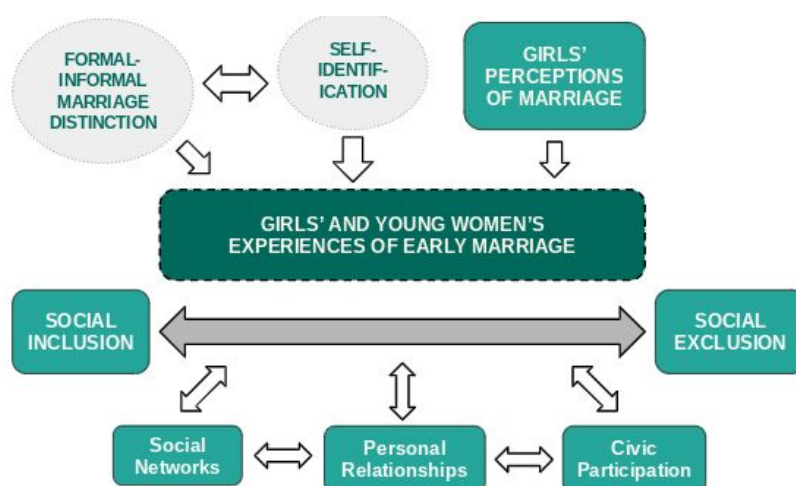 FORMAL-
INFORMAL
MARRIAGE
DISTINCTION
SELF-
IDENTIF-
ICATION
GIRLS'
PERCEPTIONS
OF MARRIAGE
GIRLS' AND YOUNG WOMEN'S
EXPERIENCES OF EARLY MARRIAGE
SOCIAL
INCLUSION
SOCIAL
EXCLUSION
Social
Networks
Personal
Relationships
Civic
Participation